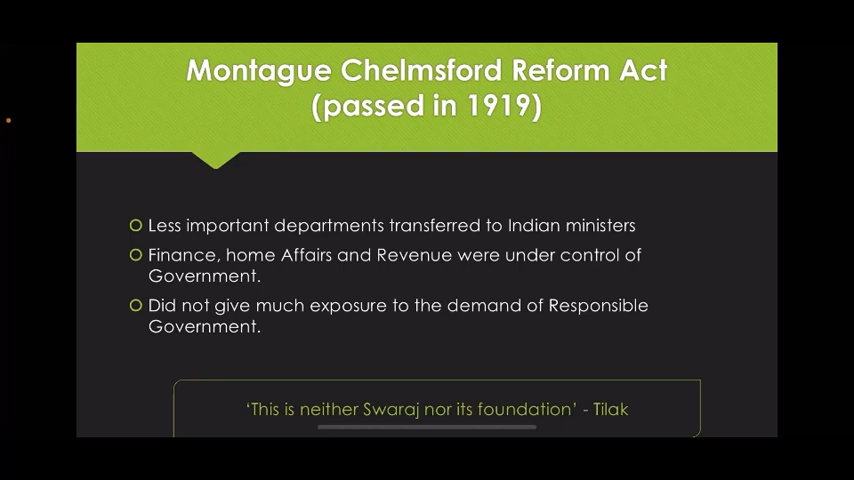 Montague Chelmsford Reform Act
(passed in 1919)
Less important departments transferred to Indian ministers
Finance, home Affairs and Revenue were under control of
Government.
Did not give much exposure to the demand of Responsible
Government.
‘This is neither Swaraj nor its foundation’ - Tilak